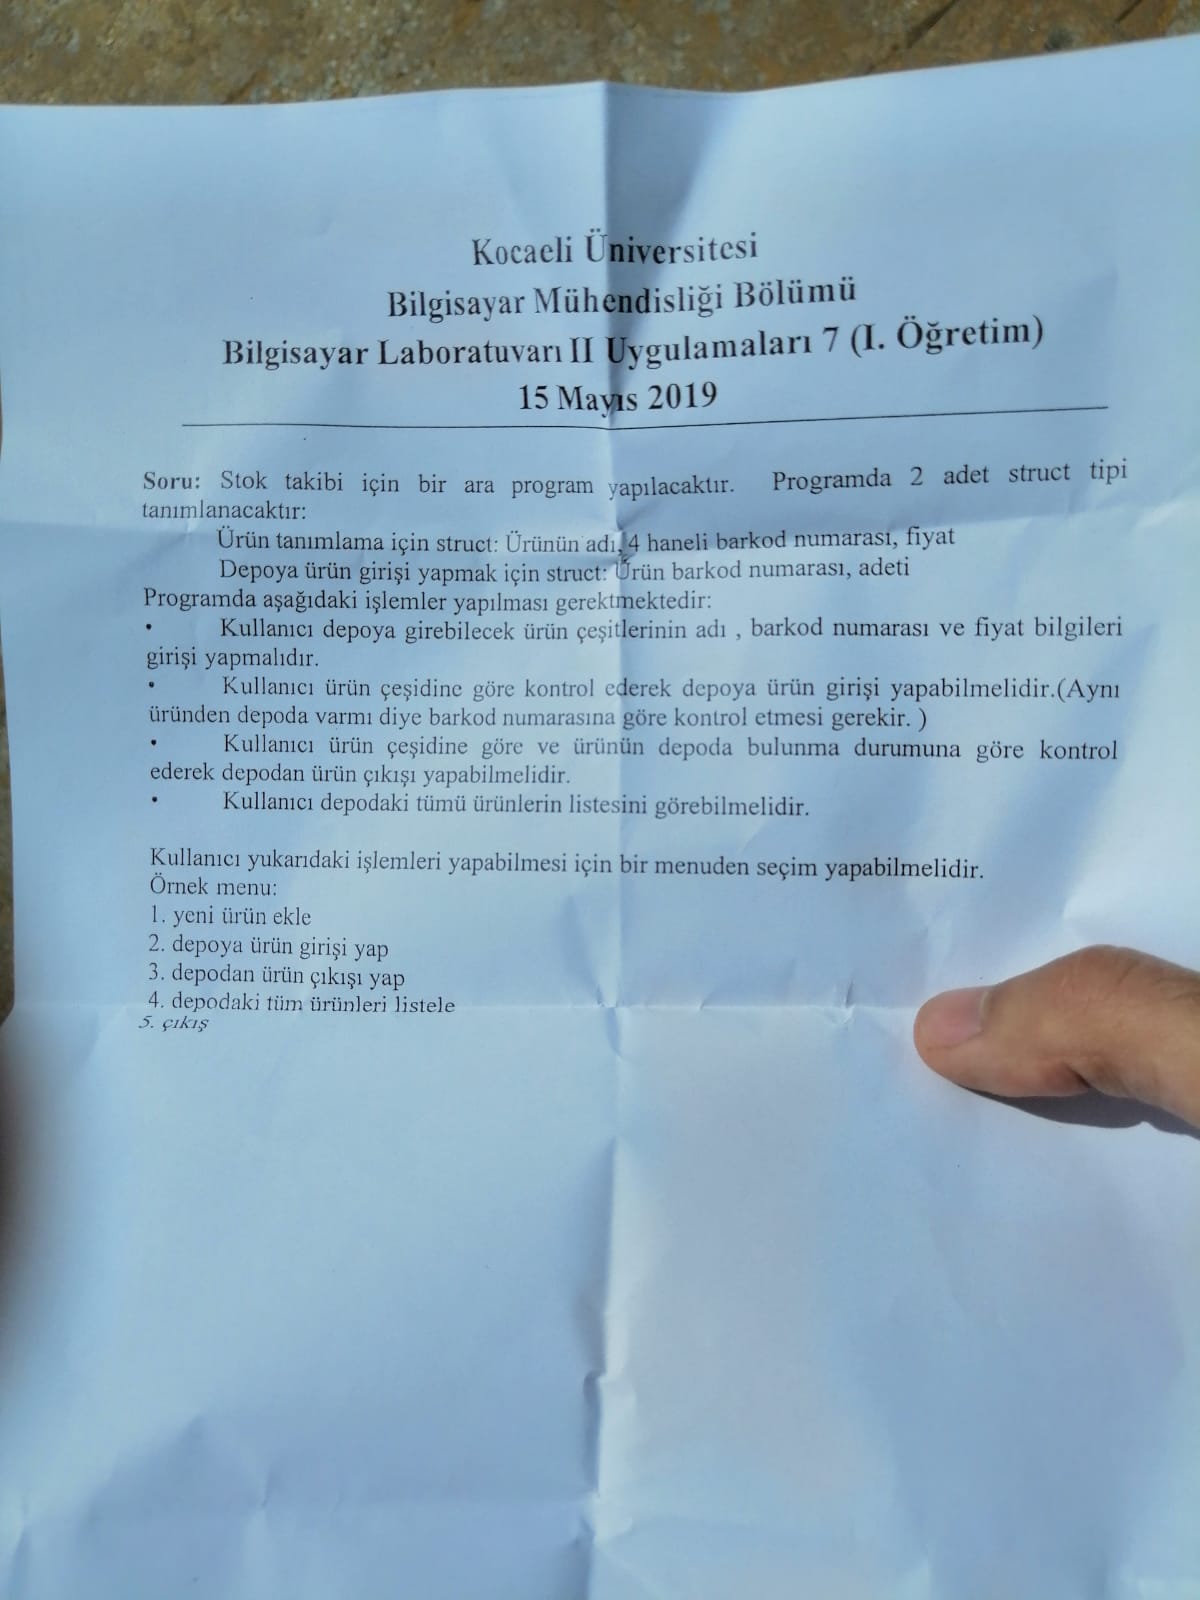 Kocaeli Üniversitesi
Bilgisayar Mühendisliği Bölümü
Bilgisayar Laboratuvarı II Uygulamaları 7 (I. Öğretim)
15 Mayıs 2019
Soru: Stok takibi için bir ara program yapılacaktır. Programda 2 adet struct tipi
tanımlanacaktır:
Ürün tanımlama için struct: Ürünün adı, 4 haneli barkod numarası, fiyat
Depoya ürün girişi yapmak için struct: Ürün barkod numarası, adeti
Programda aşağıdaki işlemler yapılması gerektmektedir:
• Kullanıcı depoya girebilecek ürün çeşitlerinin adı , barkod numarası ve fiyat bilgileri
girişi yapmalıdır.
• Kullanıcı ürün çeşidine göre kontrol ederek depoya ürün girişi yapabilmelidir.(Aynı
üründen depoda varmı diye barkod numarasına göre kontrol etmesi gerekir. )
• Kullanıcı ürün çeşidine göre ve ürünün depoda bulunma durumuna göre kontrol
ederek depodan ürün çıkışı yapabilmelidir.
• Kullanıcı depodaki tümü ürünlerin listesini görebilmelidir.
Kullanıcı yukarıdaki işlemleri yapabilmesi için bir menuden seçim yapabilmelidir.
Örnek menu:
1. yeni ürün ekle
2. depoya ürün girişi yap
3. depodan ürün çıkışı yap
4. depodaki tüm ürünleri listele
5. çıkış